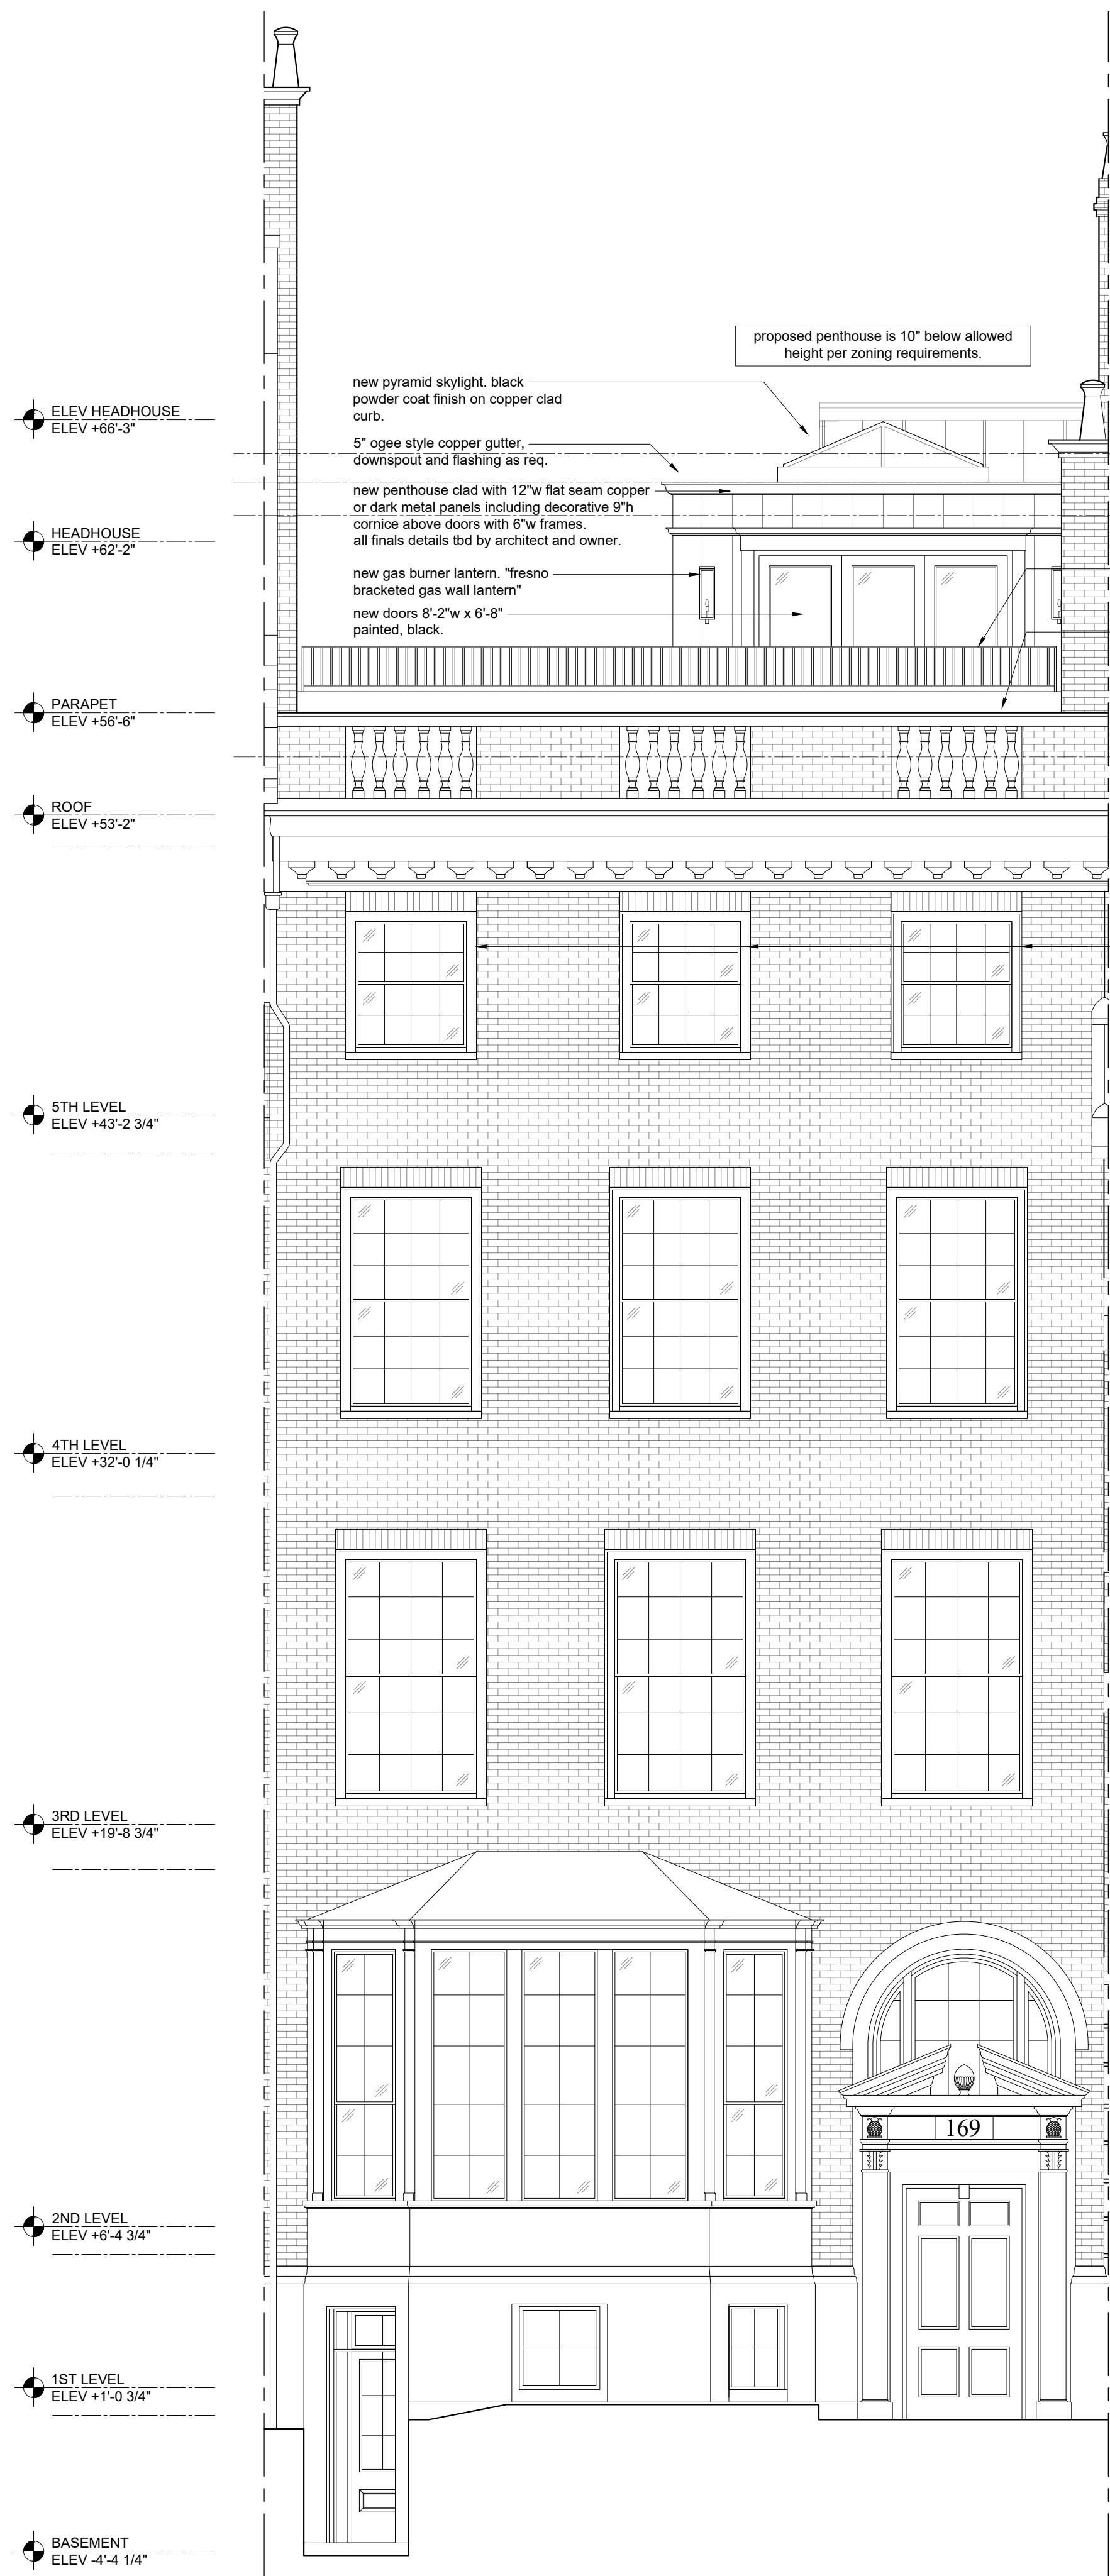 proposed penthouse is 10" below allowed
height per zoning requirements.
new pyramid skylight. black
powder coat finish on copper clad
curb.
ELEV HEADHOUSE
ELEV +66'-3"
5" ogee style copper gutter,
downspout and flashing as req.
new penthouse clad with 12"w flat seam copper
or dark metal panels including decorative 9"h
cornice above doors with 6"w frames.
all finals details tbd by architect and owner.
HEADHOUSE
ELEV +62'-2"
new gas burner lantern. "fresno
bracketed gas wall lantern"
new doors 8'-2"w x 6'-8"
painted, black.
PARAPET
ELEV +56'-6"
ROOF
ELEV +53'-2"
5TH LEVEL
ELEV +43'-2 3/4"
4TH LEVEL
ELEV +32'-0 1/4"
3RD LEVEL
ELEV +19'-8 3/4"
169
2ND LEVEL
ELEV +6'-4 3/4"
1ST LEVEL
ELEV +1'-0 3/4"
BASEMENT
ELEV -4'-4 1/4"